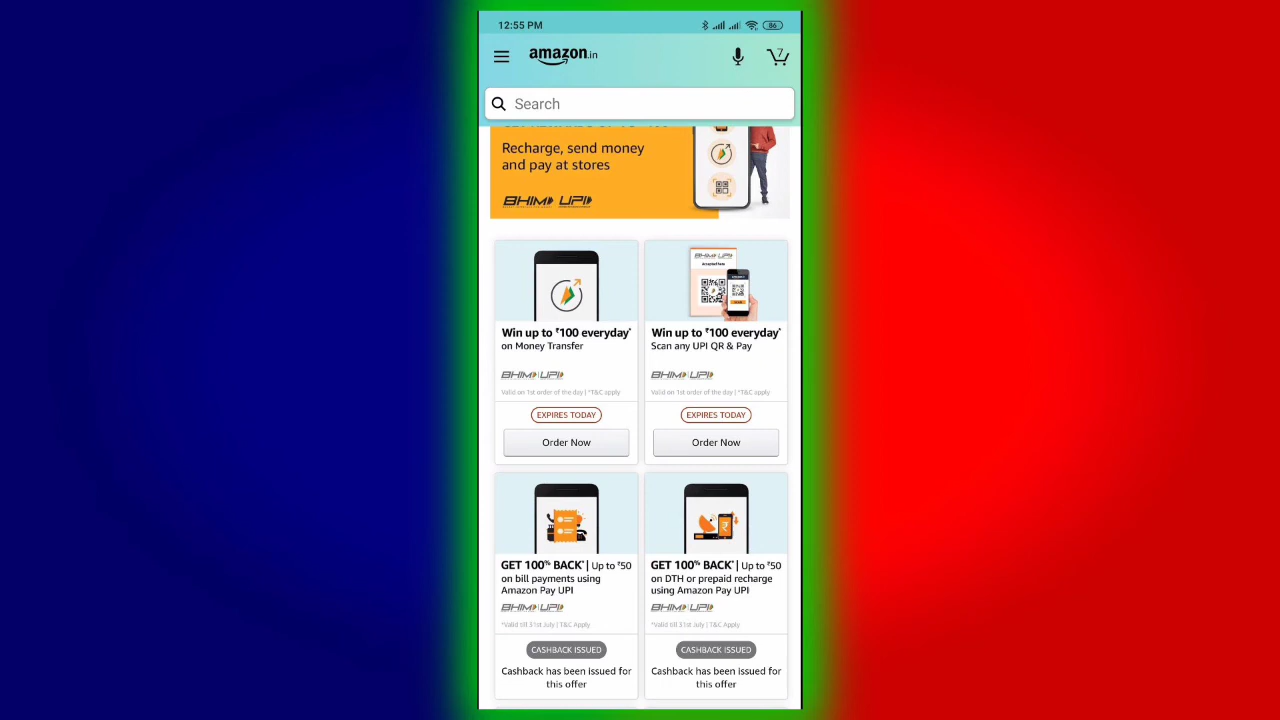 12:55 PM
86
amazon.in
7
Search
Recharge, send money
and pay at stores
BHIM UPI
Win up to ₹100 everyday*
on Money Transfer
BHIM UPI
Valid on 1st order of the day | *T&C apply
EXPIRES TODAY
Order Now
BHIM UPI
Accepted here
Win up to ₹100 everyday*
Scan any UPI QR & Pay
BHIM UPI
Valid on 1st order of the day | *T&C apply
EXPIRES TODAY
Order Now
GET 100% BACK* | Up to ₹50
on bill payments using
Amazon Pay UPI
BHIM UPI
*Valid till 31st July | T&C Apply
CASHBACK ISSUED
Cashback has been issued for
this offer
GET 100% BACK* | Up to ₹50
on DTH or prepaid recharge
using Amazon Pay UPI
BHIM UPI
*Valid till 31st July | T&C Apply
CASHBACK ISSUED
Cashback has been issued for
this offer